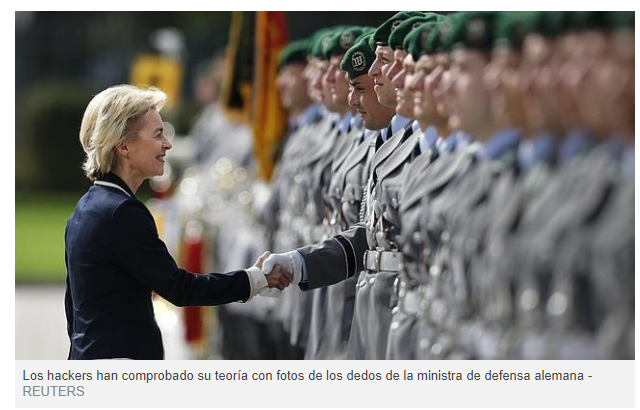 Los hackers han comprobado su teoría con fotos de los dedos de la ministra de defensa alemana -
REUTERS